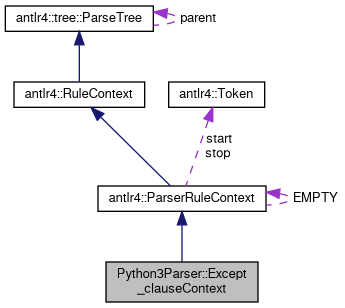 antlr4::tree::ParseTree
parent
antlr4::RuleContext
antlr4::Token
start
stop
antlr4::ParserRuleContext
EMPTY
Python3Parser::Except
_clauseContext